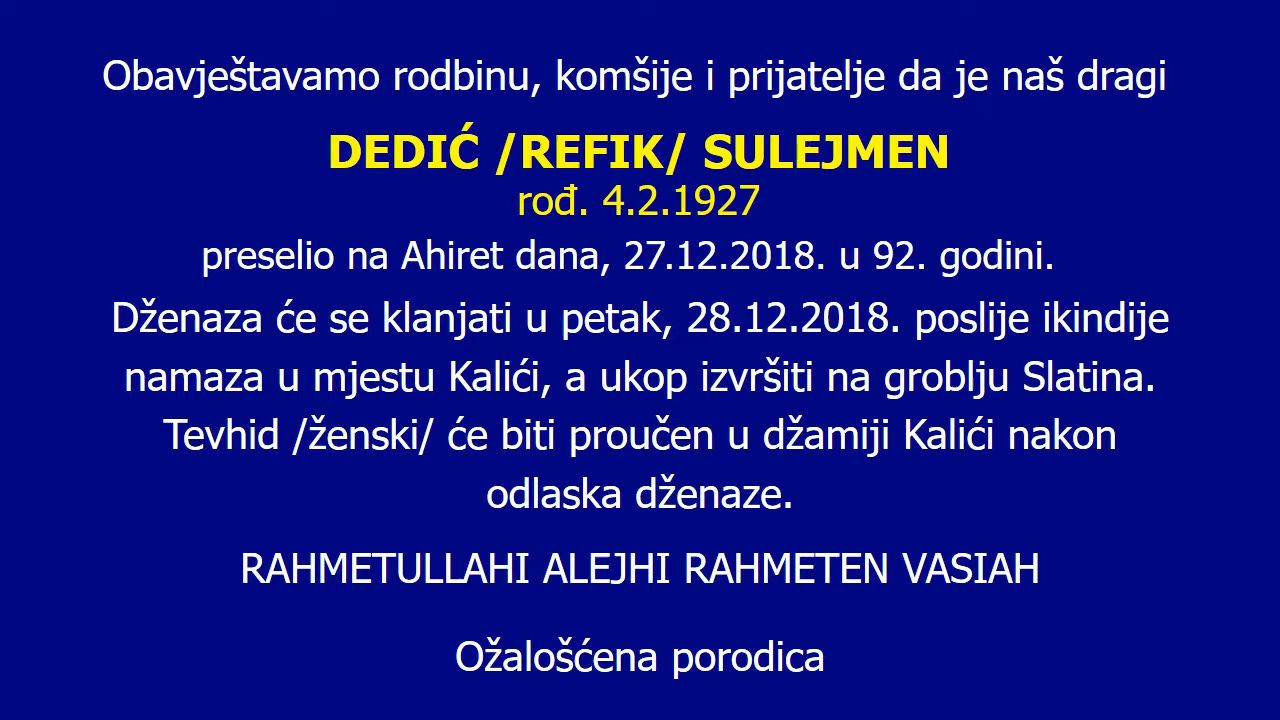 Obavještavamo rodbinu, komšije i prijatelje da je naš dragi
DEDIĆ /REFIK/ SULEJMEN
rođ. 4.2.1927
preselio na Ahiret dana, 27.12.2018. u 92. godini.
Dženaza će se klanjati u petak, 28.12.2018. poslije ikindije
namaza u mjestu Kalići, a ukop izvršiti na groblju Slatina.
Tevhid /ženski/ će biti proučen u džamiji Kalići nakon
odlaska dženaze.
RAHMETULLAHI ALEJHI RAHMETEN VASIAH
Ožalošćena porodica